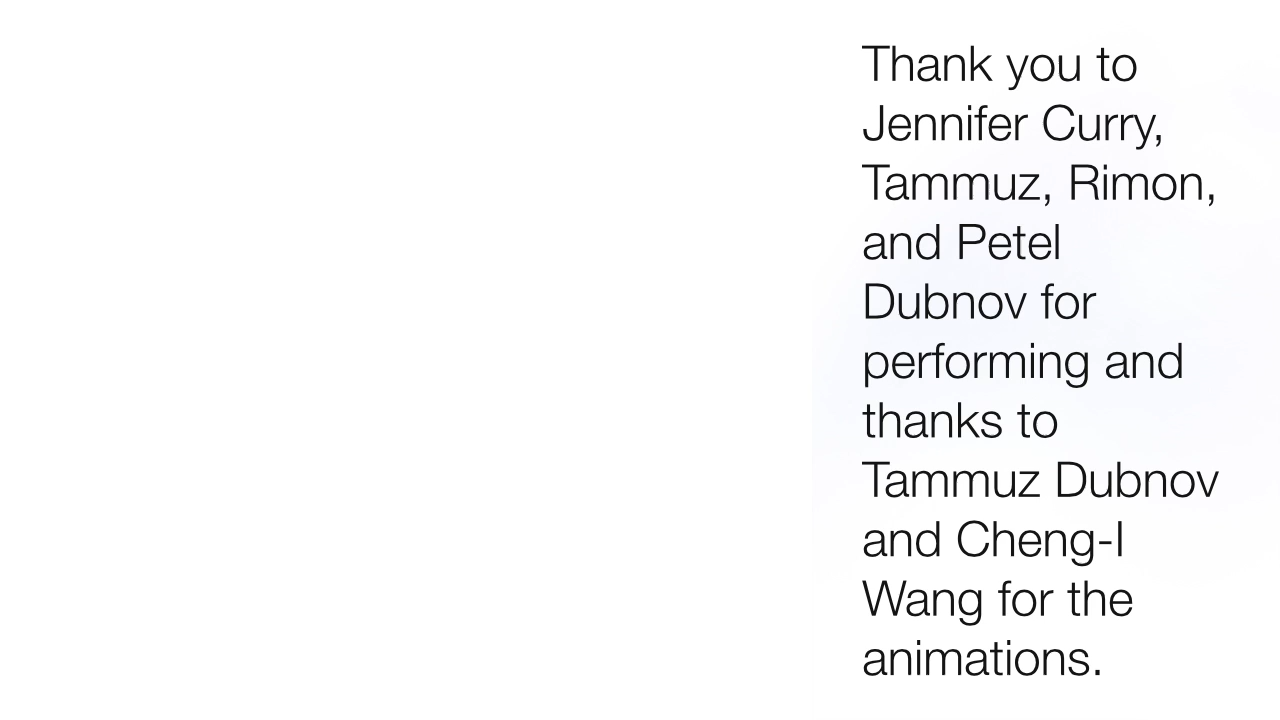 Thank you to
Jennifer Curry,
Tammuz, Rimon,
and Petel
Dubnov for
performing and
thanks to
Tammuz Dubnov
and Cheng-I
Wang for the
animations.